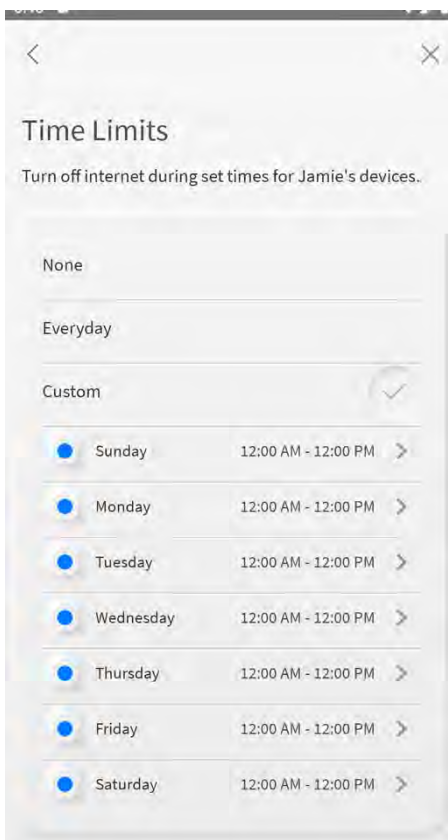 Time Limits
Turn off internet during set times for Jamie's devices.
None
Everyday
Custom
Sunday 12:00 AM - 12:00 PM
Monday 12:00 AM - 12:00 PM
Tuesday 12:00 AM - 12:00 PM
Wednesday 12:00 AM - 12:00 PM
Thursday 12:00 AM - 12:00 PM
Friday 12:00 AM - 12:00 PM
Saturday 12:00 AM - 12:00 PM